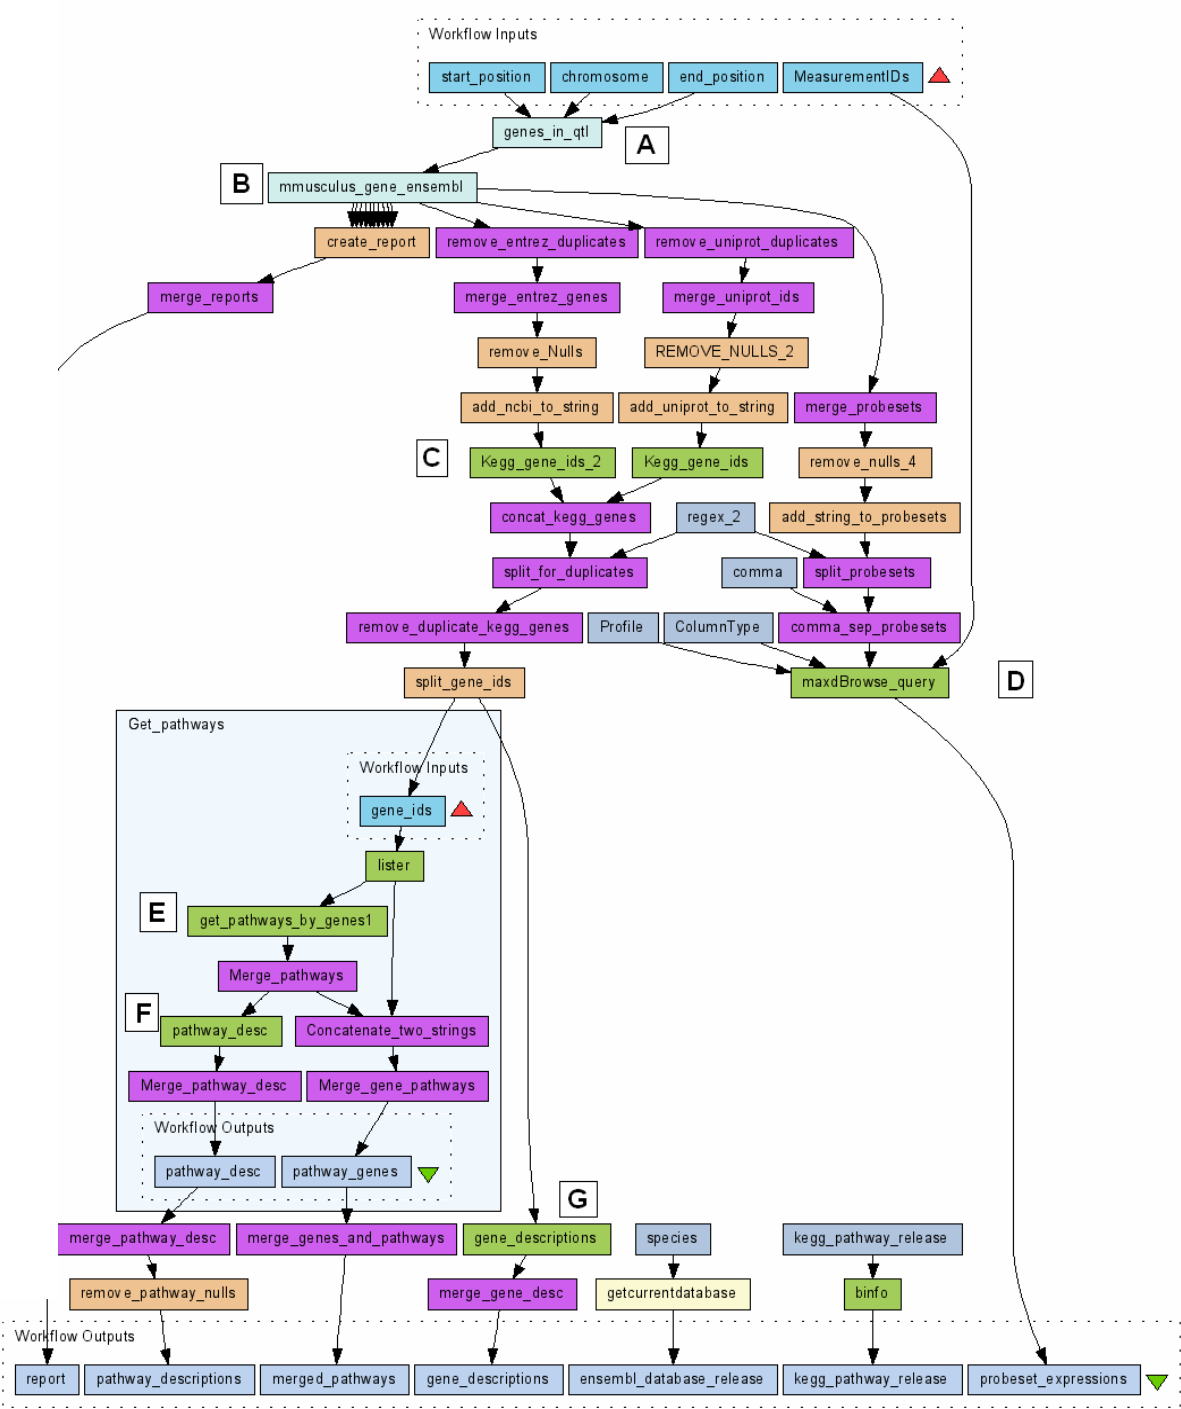 Workflow Inputs
start_position
chromosome
end_position
MeasurementIDs
genes_in_qtl
A
B
mmusculus_gene_ensembl
create_report
remove_entrez_duplicates
remove_uniprot_duplicates
merge_reports
merge_entrez_genes
merge_uniprot_ids
remove_Nulls
REMOVE_NULLS_2
add_ncbi_to_string
add_uniprot_to_string
merge_probesets
C
Kegg_gene_ids_2
Kegg_gene_ids
remove_nulls_4
concat_kegg_genes
regex_2
add_string_to_probesets
split_for_duplicates
comma
split_probesets
remove_duplicate_kegg_genes
Profile
ColumnType
comma_sep_probesets
split_gene_ids
maxdBrowse_query
D
Get_pathways
Workflow Inputs
gene_ids
lister
E
get_pathways_by_genes1
Merge_pathways
F
pathway_desc
Concatenate_two_strings
Merge_pathway_desc
Merge_gene_pathways
Workflow Outputs
pathway_desc
pathway_genes
G
merge_pathway_desc
merge_genes_and_pathways
gene_descriptions
species
kegg_pathway_release
remove_pathway_nulls
merge_gene_desc
getcurrentdatabase
binfo
Workflow Outputs
report
pathway_descriptions
merged_pathways
gene_descriptions
ensembl_database_release
kegg_pathway_release
probeset_expressions